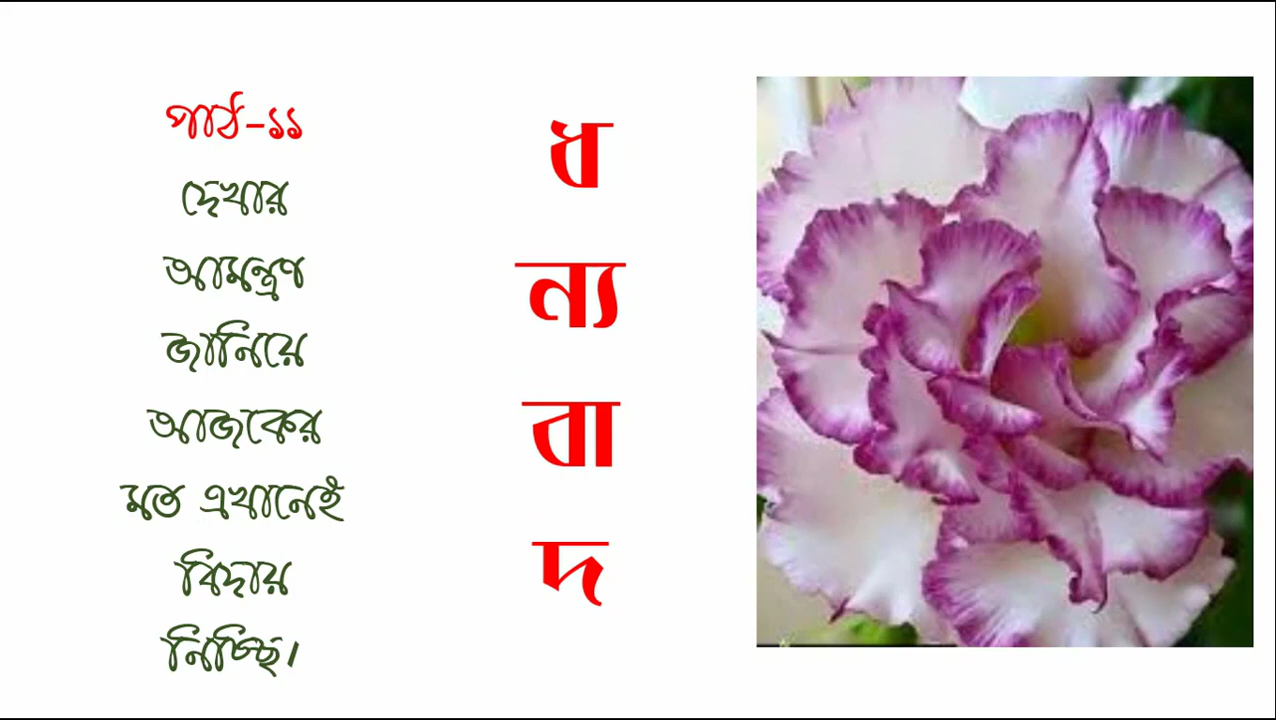 পাঠ-১১
দেখার
আমন্ত্রণ
জানিয়ে
আজকের
মত এখানেই
বিদায়
নিচ্ছি।
ধ
ন্য
বা
দ